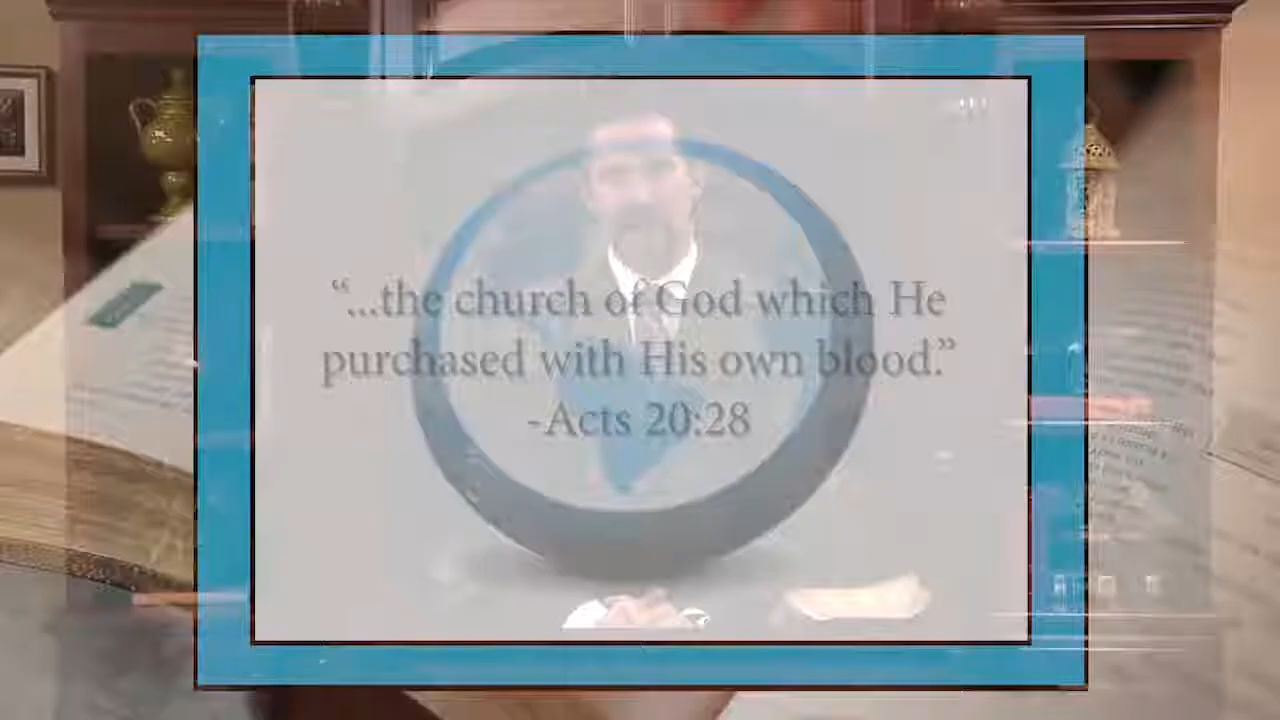 “...the church of God which He
purchased with His own blood.”
-Acts 20:28